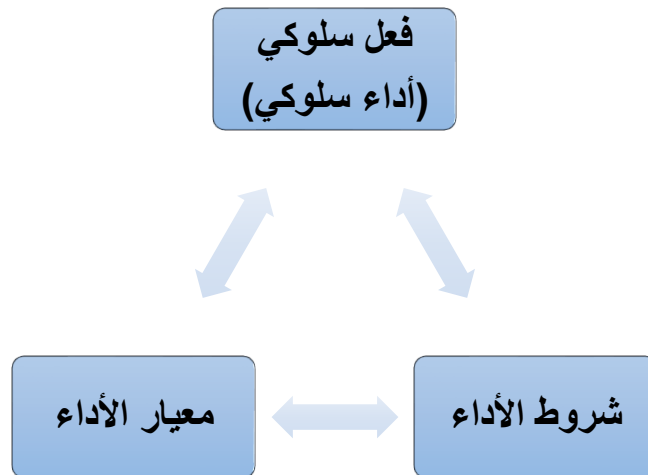 فعل سلوكي
(أداء سلوكي)
شروط الأداء
معيار الأداء